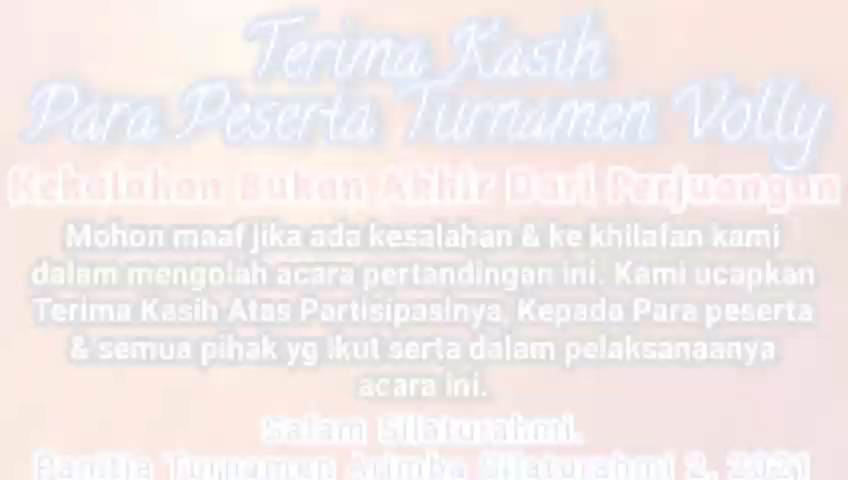 Terima Kasih
Para Peserta Turnamen Volly
Kekalahan Bukan Akhir Dari Perjuangan
Mohon maaf jika ada kesalahan & ke khilafan kami
dalam mengolah acara pertandingan ini. Kami ucapkan
Terima Kasih Atas Partisipasinya, Kepada Para peserta
& semua pihak yg ikut serta dalam pelaksanaanya
acara ini.
Salam Silaturahmi.
Panitia Turnamen Silaturahmi 2, 2021